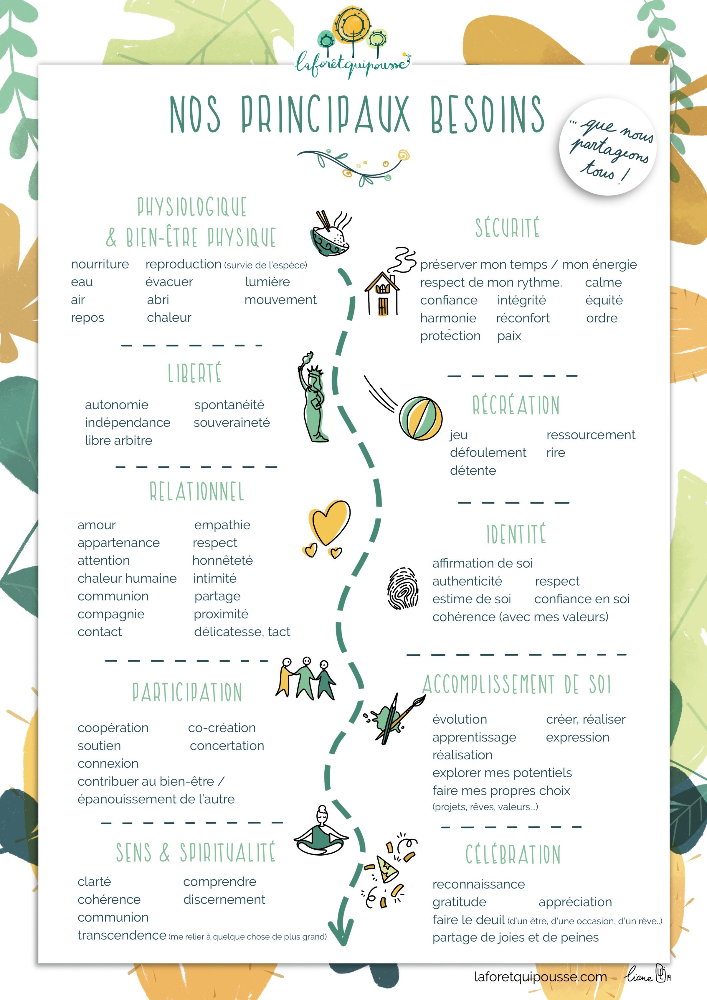 laforêtquipousse
NOS PRINCIPAUX BESOINS
... que nous
partageons
tous !
PHYSIOLOGIQUE
& BIEN-ÊTRE PHYSIQUE
nourriture reproduction (survie de l'espèce)
eau évacuer lumière
air abri mouvement
repos chaleur
SÉCURITÉ
préserver mon temps / mon énergie
respect de mon rythme. calme
confiance intégrité équité
harmonie réconfort ordre
protection paix
LIBERTÉ
autonomie spontanéité
indépendance souveraineté
libre arbitre
RÉCRÉATION
jeu ressourcement
défoulement rire
détente
RELATIONNEL
amour empathie
appartenance respect
attention honnêteté
chaleur humaine intimité
communion partage
compagnie proximité
contact délicatesse, tact
IDENTITÉ
affirmation de soi
authenticité respect
estime de soi confiance en soi
cohérence (avec mes valeurs)
PARTICIPATION
coopération co-création
soutien concertation
connexion
contribuer au bien-être /
épanouissement de l'autre
ACCOMPLISSEMENT DE SOI
évolution créer, réaliser
apprentissage expression
réalisation
explorer mes potentiels
faire mes propres choix
(projets, rêves, valeurs...)
SENS & SPIRITUALITÉ
clarté comprendre
cohérence discernement
communion
transcendence (me relier à quelque chose de plus grand)
CÉLÉBRATION
reconnaissance
gratitude appréciation
faire le deuil (d'un être, d'une occasion, d'un rêve..)
partage de joies et de peines
laforetquipousse.com liane 19